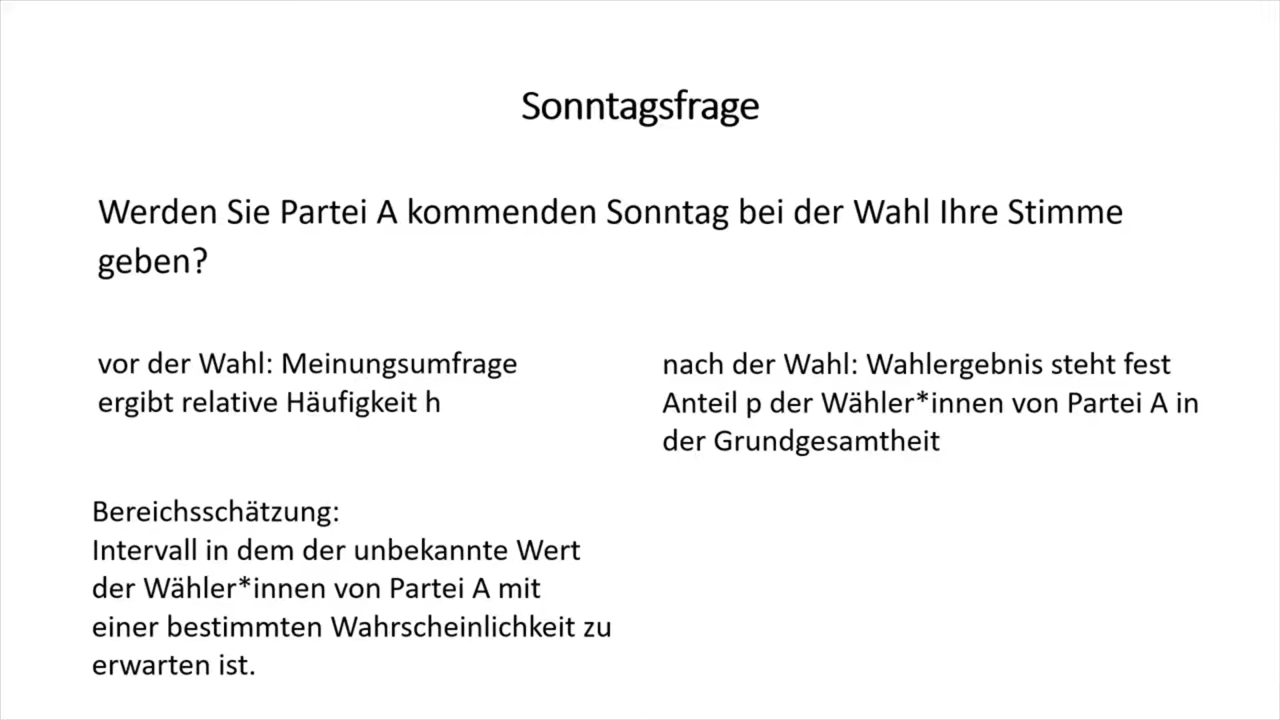 Sonntagsfrage
Werden Sie Partei A kommenden Sonntag bei der Wahl Ihre Stimme
geben?
vor der Wahl: Meinungsumfrage
ergibt relative Häufigkeit h
nach der Wahl: Wahlergebnis steht fest
Anteil p der Wähler*innen von Partei A in
der Grundgesamtheit
Bereichsschätzung:
Intervall in dem der unbekannte Wert
der Wähler*innen von Partei A mit
einer bestimmten Wahrscheinlichkeit zu
erwarten ist.